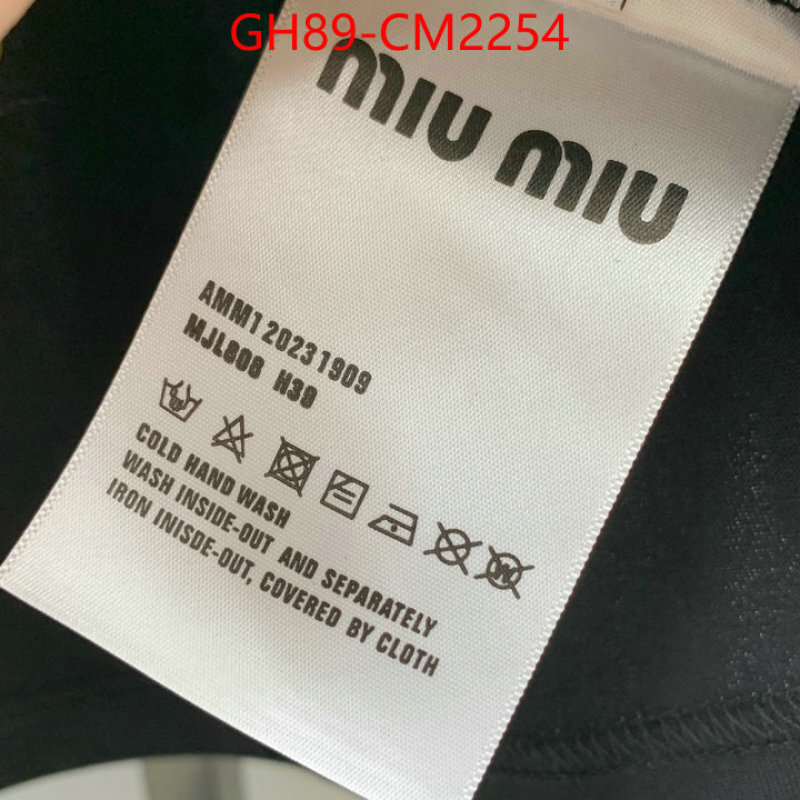 GH89-CM2254
MIU MIU
AMM120231909
MJL808 H39
COLD HAND WASH
WASH INSIDE-OUT AND SEPARATELY
IRON INISDE-OUT, COVERED BY CLOTH